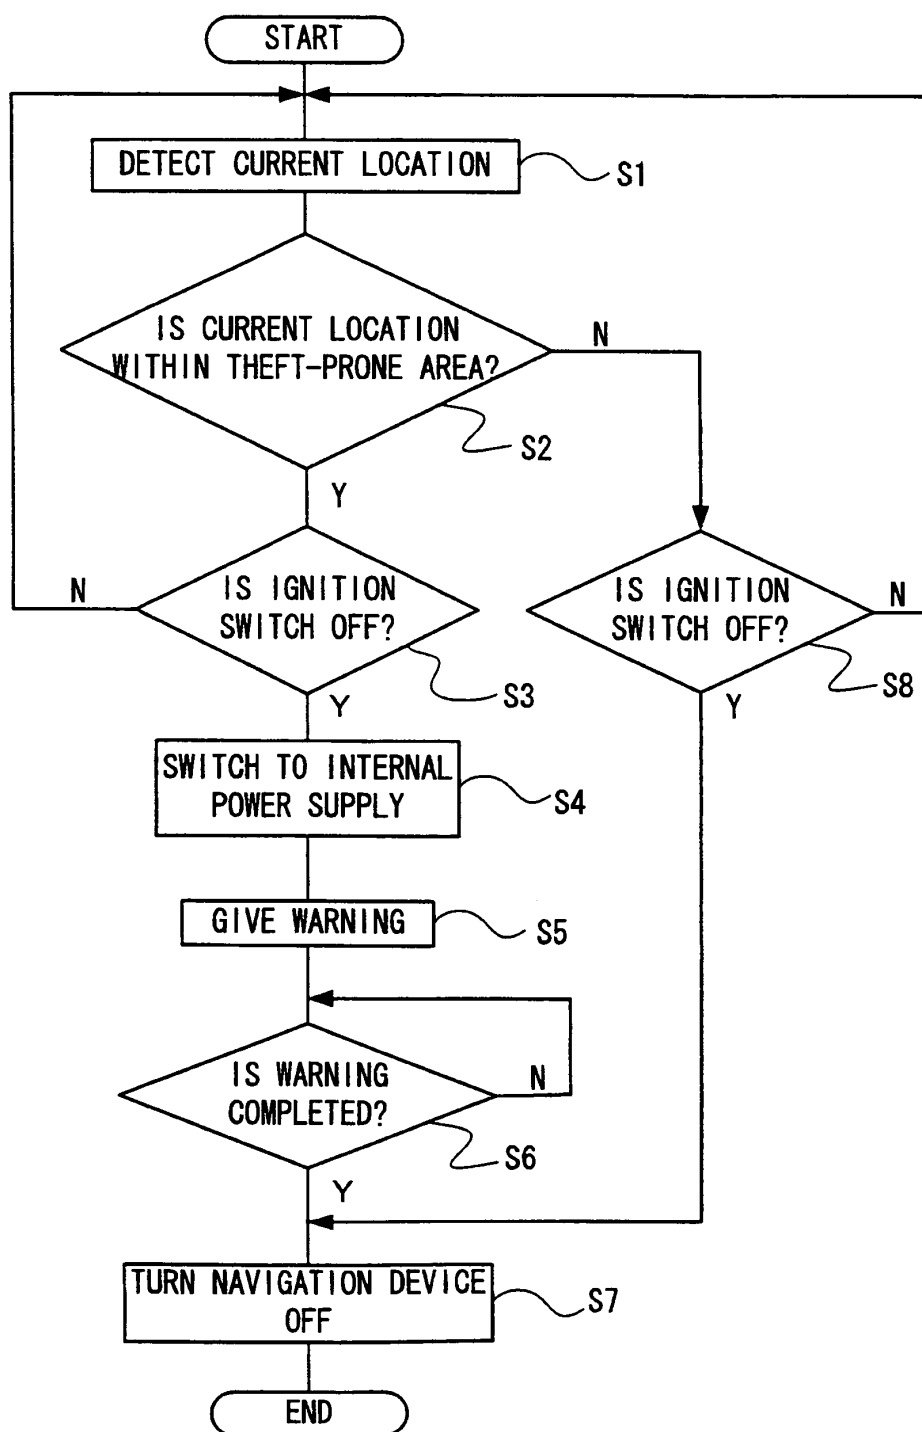 START
DETECT CURRENT LOCATION
S1
IS CURRENT LOCATION
WITHIN THEFT-PRONE AREA?
N
S2
Y
IS IGNITION
SWITCH OFF?
N
S3
Y
IS IGNITION
SWITCH OFF?
N
S8
Y
SWITCH TO INTERNAL
POWER SUPPLY
S4
GIVE WARNING
S5
IS WARNING
COMPLETED?
N
S6
Y
TURN NAVIGATION DEVICE
OFF
S7
END